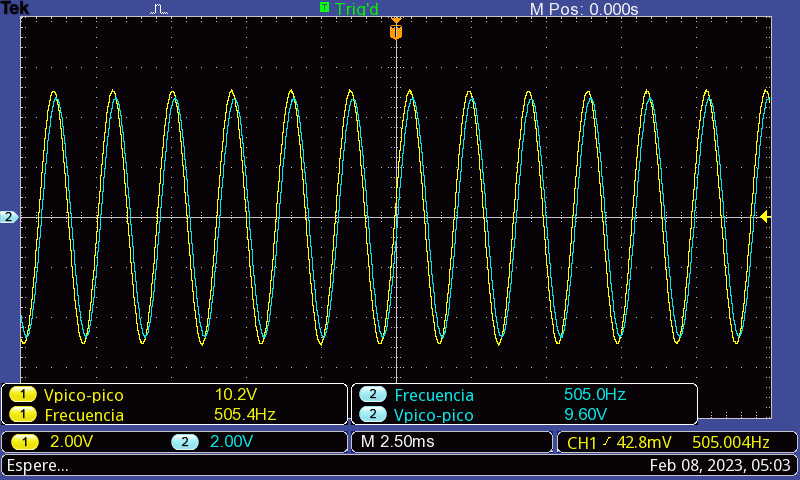 Tek T Trig'd M Pos: 0.000s
T
2
1 Vpico-pico 10.2V
1 Frecuencia 505.4Hz
2 Frecuencia 505.0Hz
2 Vpico-pico 9.60V
1 2.00V 2 2.00V M 2.50ms CH1 42.8mV 505.004Hz
Espere... Feb 08, 2023, 05:03